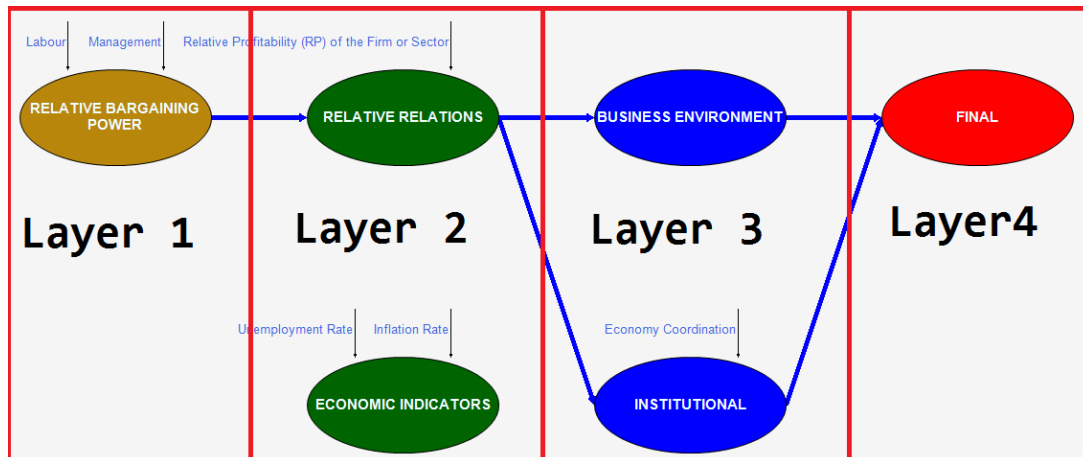 Labour
Management
Relative Profitability (RP) of the Firm or Sector
RELATIVE BARGAINING
POWER
RELATIVE RELATIONS
BUSINESS ENVIRONMENT
FINAL
Layer 1
Layer 2
Layer 3
Layer4
Unemployment Rate
Inflation Rate
Economy Coordination
ECONOMIC INDICATORS
INSTITUTIONAL